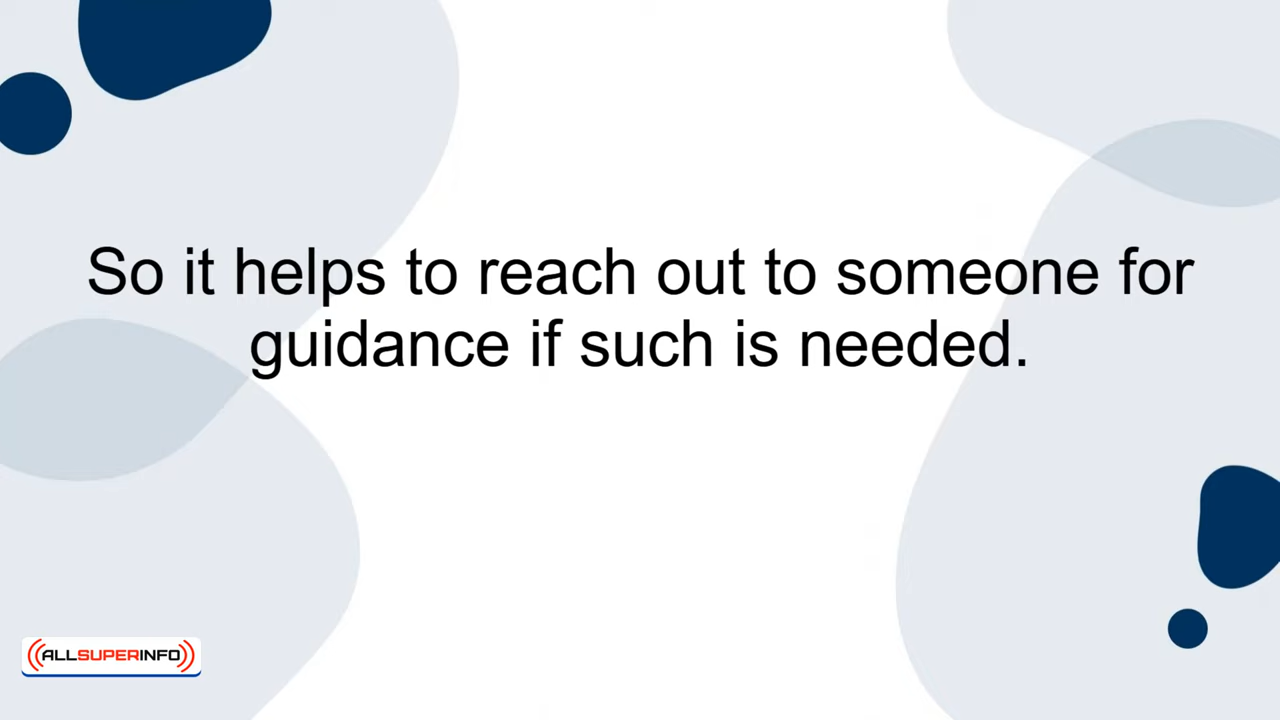 So it helps to reach out to someone for
guidance if such is needed.
ALLSUPERINFO